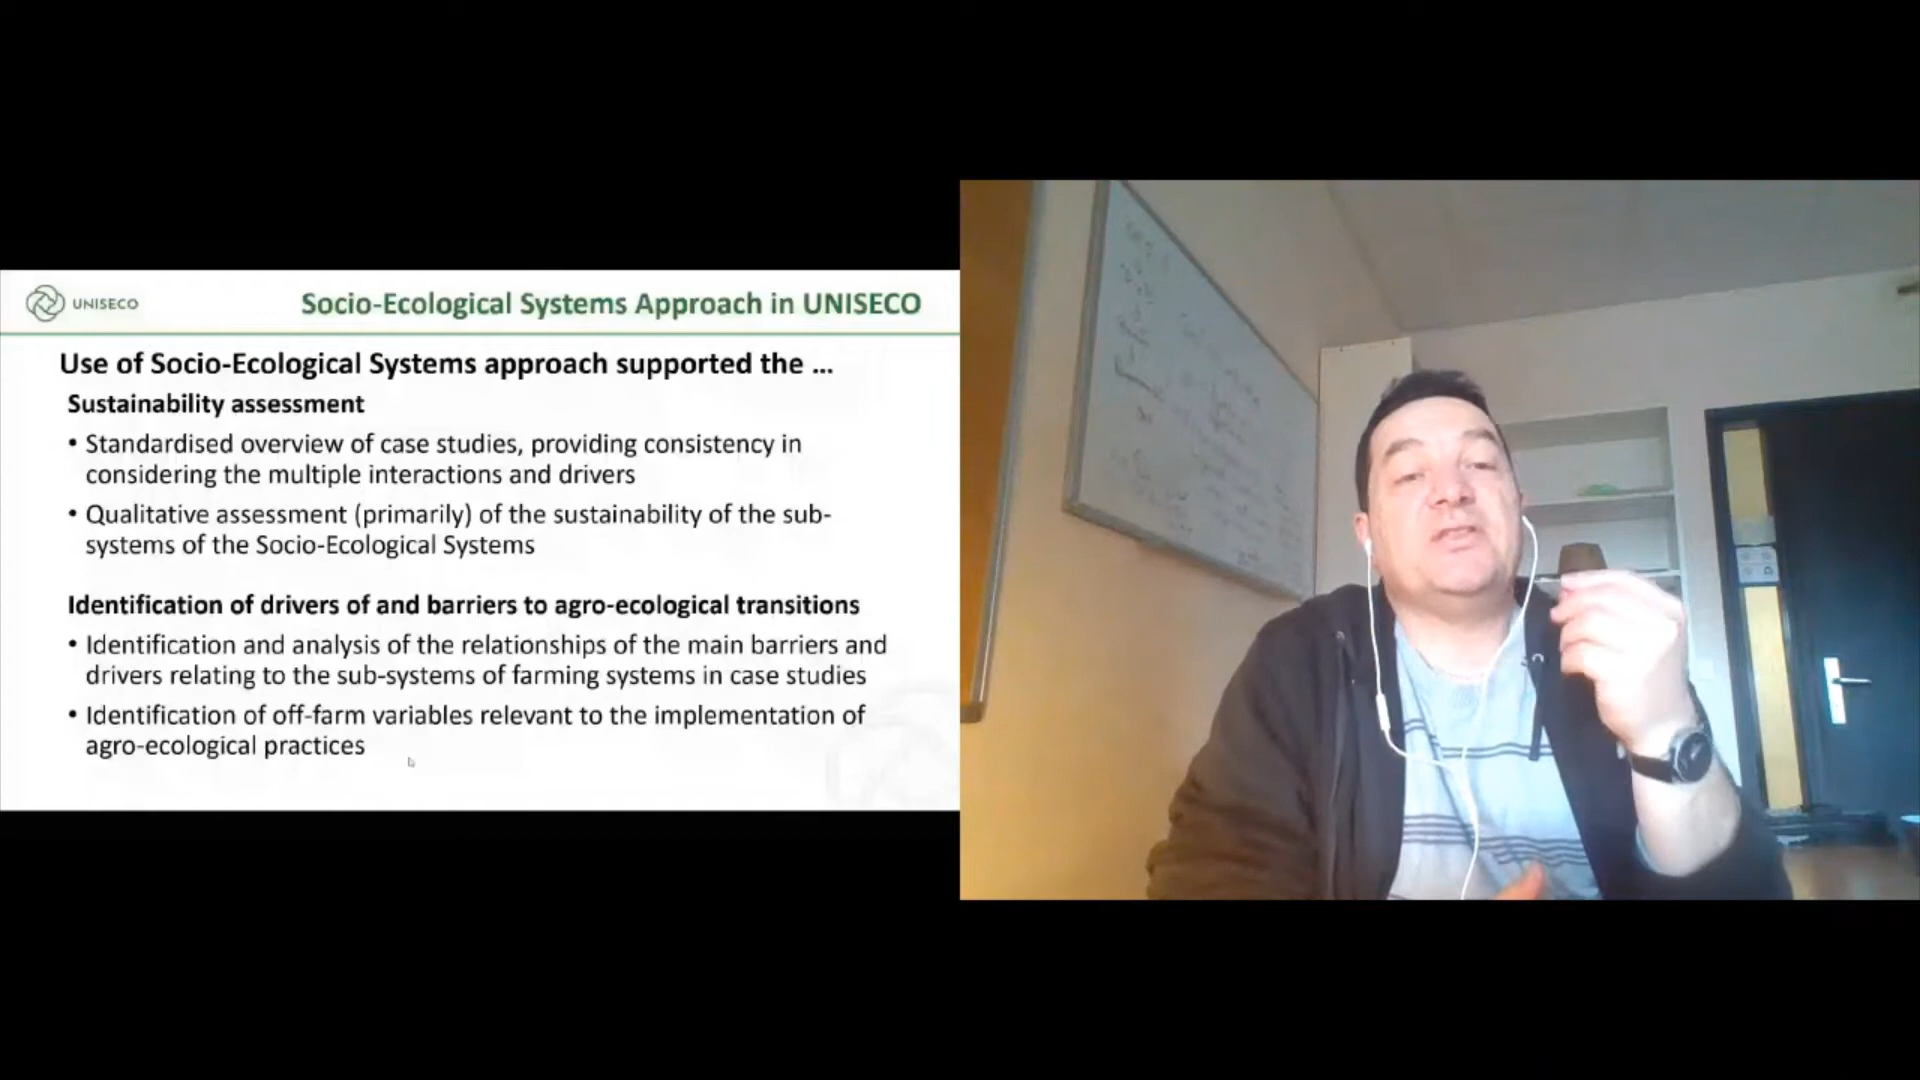 UNISECO
Socio-Ecological Systems Approach in UNISECO
Use of Socio-Ecological Systems approach supported the ...
Sustainability assessment
• Standardised overview of case studies, providing consistency in
considering the multiple interactions and drivers
• Qualitative assessment (primarily) of the sustainability of the sub-
systems of the Socio-Ecological Systems
Identification of drivers of and barriers to agro-ecological transitions
• Identification and analysis of the relationships of the main barriers and
drivers relating to the sub-systems of farming systems in case studies
• Identification of off-farm variables relevant to the implementation of
agro-ecological practices